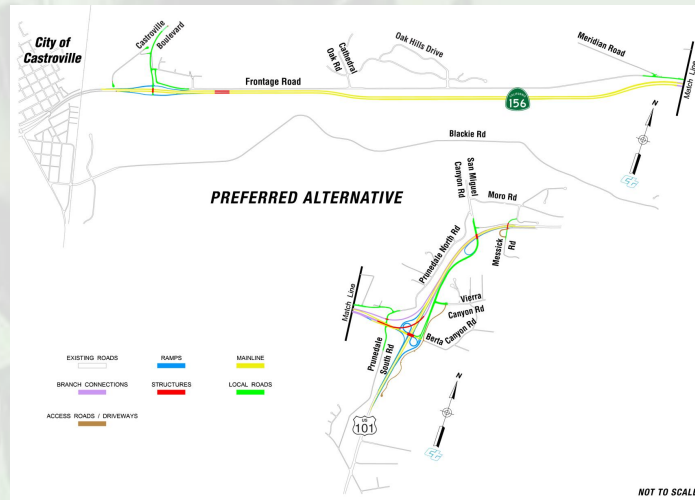 City of
Castroville
Castroville
Boulevard
Cathedral
Oak Rd
Oak Hills Drive
Meridian Road
Frontage Road
156
Match Line
N
Blackie Rd
PREFERRED ALTERNATIVE
San Miguel
Canyon Rd
Moro Rd
Messick
Rd
Prunedale North Rd
Vierra
Canyon Rd
Berta Canyon Rd
Match Line
Prunedale
South Rd
N
US
101
EXISTING ROADS
RAMPS
MAINLINE
BRANCH CONNECTIONS
STRUCTURES
LOCAL ROADS
ACCESS ROADS / DRIVEWAYS
NOT TO SCALE